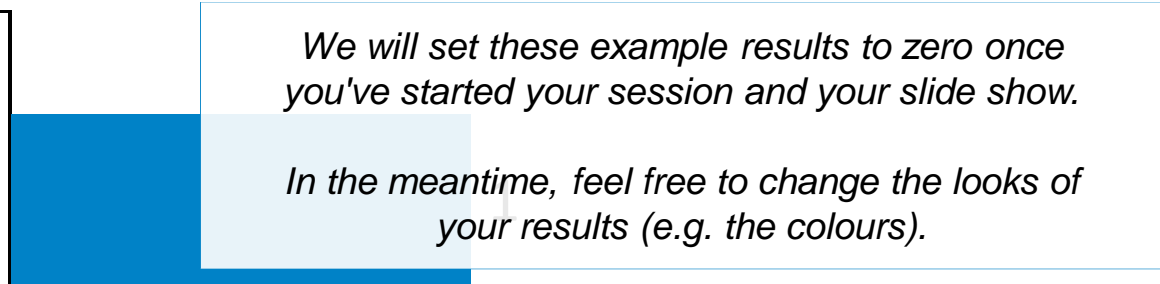 We will set these example results to zero once
you've started your session and your slide show.
In the meantime, feel free to change the looks of
your results (e.g. the colours).